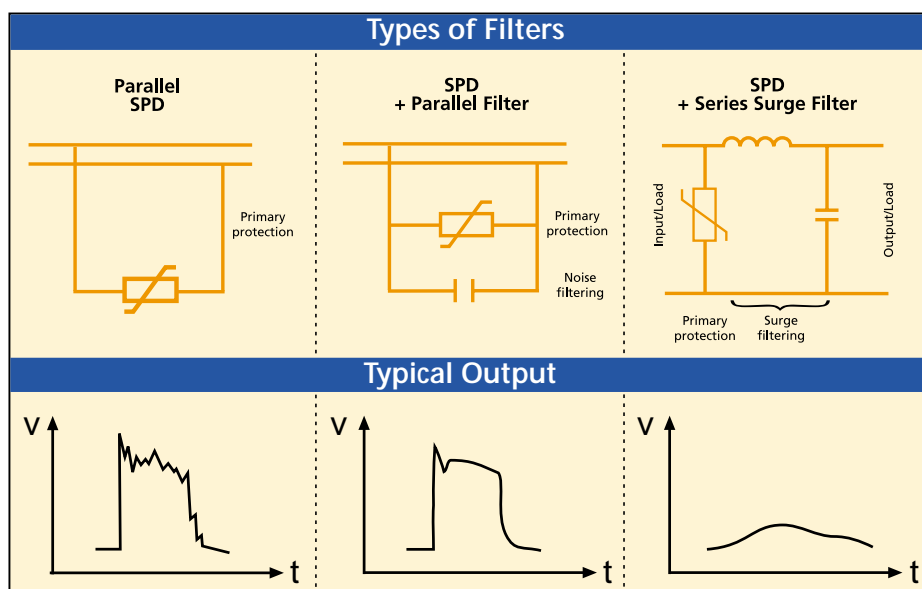 Types of Filters
Parallel
SPD
Primary
protection
SPD
+ Parallel Filter
Primary
protection
Noise
filtering
SPD
+ Series Surge Filter
Input/Load
Output/Load
Primary
protection
Surge
filtering
Typical Output
V
t
V
t
V
t